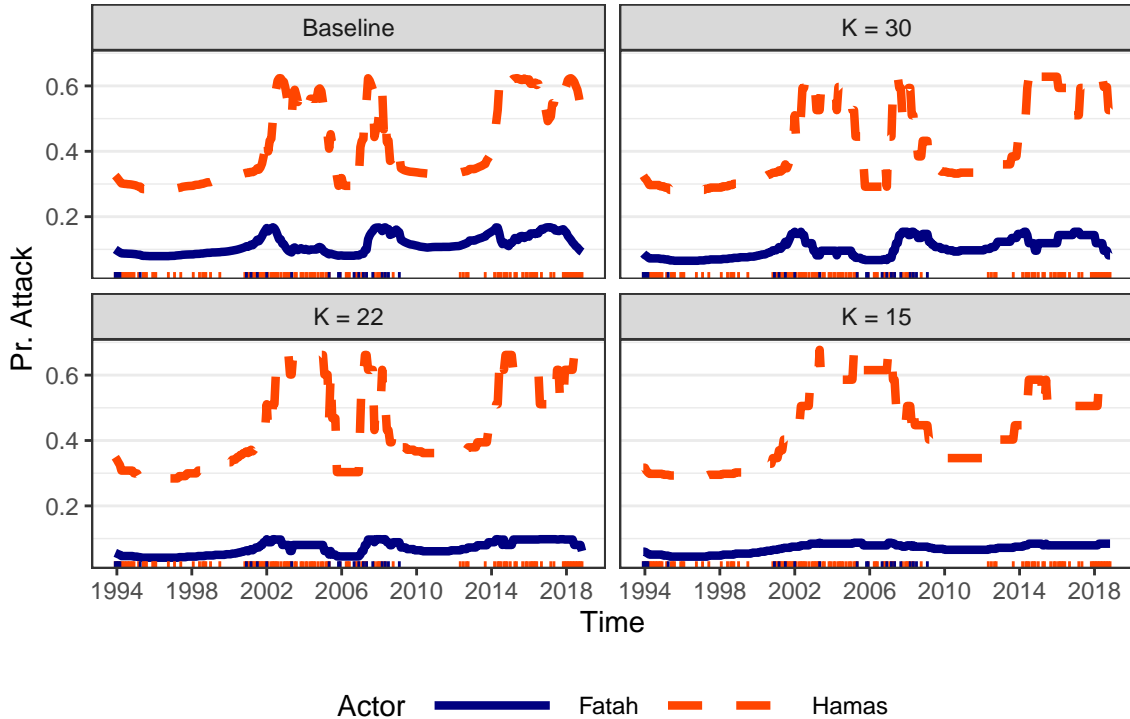 Baseline
K = 30
0.6
0.4
0.2
K = 22
K = 15
0.6
0.4
0.2
Pr. Attack
1994 1998 2002 2006 2010 2014 2018
1994 1998 2002 2006 2010 2014 2018
Time
Actor Fatah Hamas